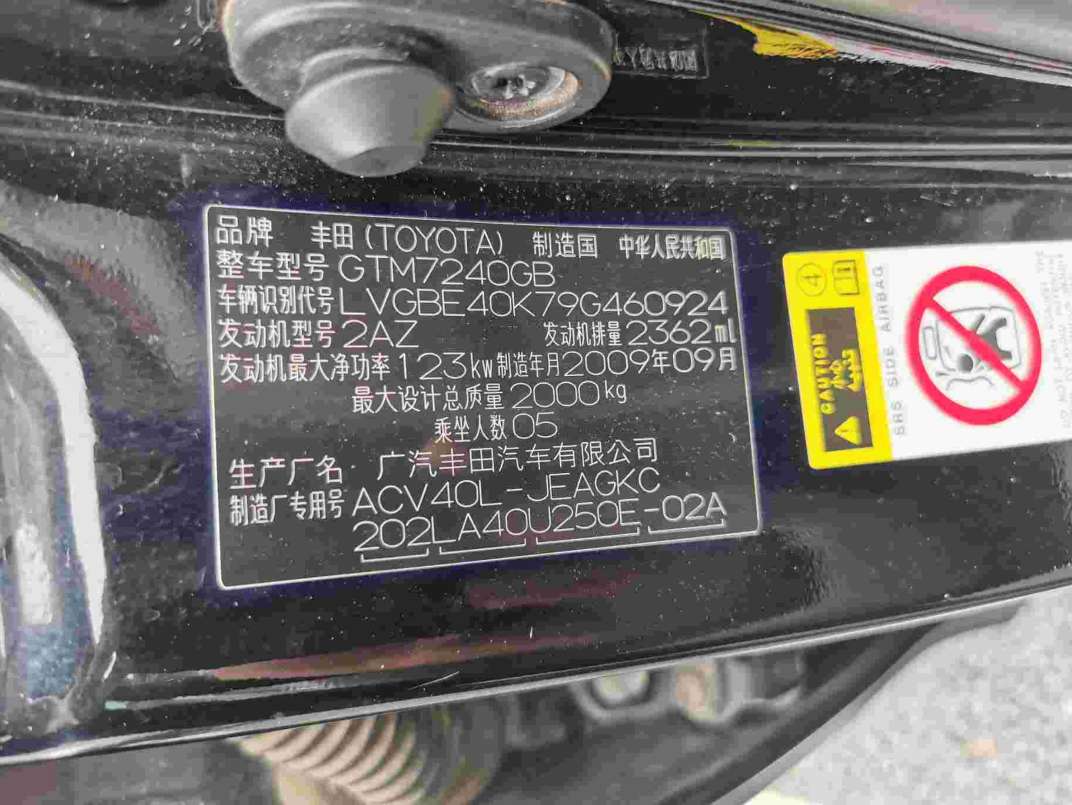 品牌 丰田(TOYOTA) 制造国 中华人民共和国
整车型号 GTM7240GB
车辆识别代号 LVGBE40K79G460924
发动机型号 2AZ 发动机排量 2362ml
发动机最大净功率 123kw 制造年月 2009年09月
最大设计总质量 2000kg
乘坐人数 05
生产厂名 广汽丰田汽车有限公司
制造厂专用号 ACV40L-JEAGKC
202LA40U250E-02A
CAUTION
SRS SIDE AIRBAG